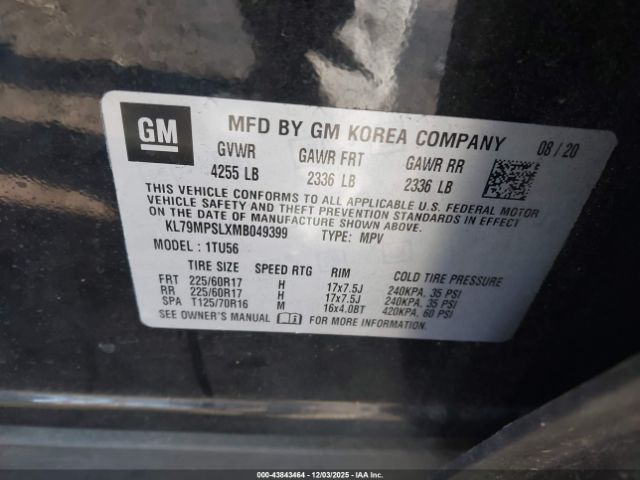 GM
MFD BY GM KOREA COMPANY 08/20
GVWR GAWR FRT GAWR RR
4255 LB 2336 LB 2336 LB
THIS VEHICLE CONFORMS TO ALL APPLICABLE U.S. FEDERAL MOTOR
VEHICLE SAFETY AND THEFT PREVENTION STANDARDS IN EFFECT
ON THE DATE OF MANUFACTURE SHOWN ABOVE.
KL79MPSLXMB049399 TYPE: MPV
MODEL: 1TU56
TIRE SIZE SPEED RTG RIM COLD TIRE PRESSURE
FRT 225/60R17 H 17x7.5J 240KPA, 35 PSI
RR 225/60R17 H 17x7.5J 240KPA, 35 PSI
SPA T125/70R16 M 16x4.0BT 420KPA, 60 PSI
SEE OWNER'S MANUAL FOR MORE INFORMATION.
000-43843464 - 12/03/2025 - IAAI, Inc. - COPART